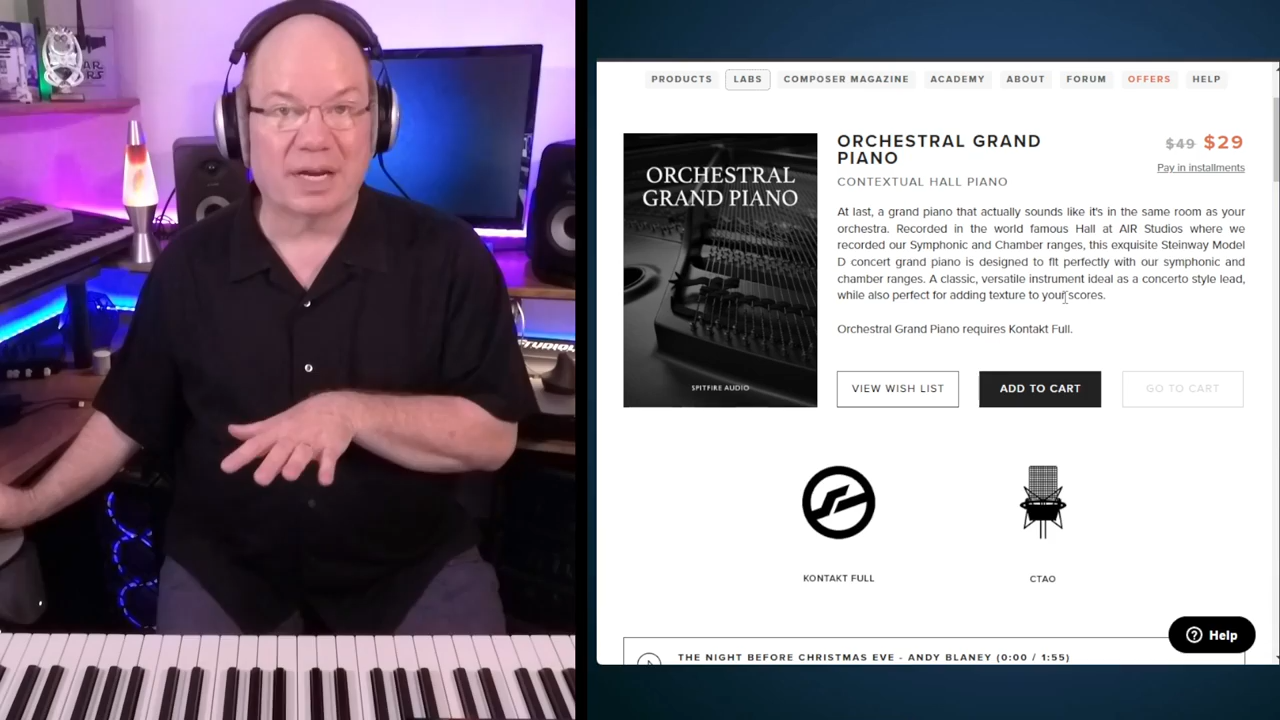 STAR
WARS
PRODUCTS LABS COMPOSER MAGAZINE ACADEMY ABOUT FORUM OFFERS HELP
ORCHESTRAL
GRAND PIANO
SPITFIRE AUDIO
ORCHESTRAL GRAND
PIANO
$49 $29
Pay in installments
CONTEXTUAL HALL PIANO
At last, a grand piano that actually sounds like it's in the same room as your
orchestra. Recorded in the world famous Hall at AIR Studios where we
recorded our Symphonic and Chamber ranges, this exquisite Steinway Model
D concert grand piano is designed to fit perfectly with our symphonic and
chamber ranges. A classic, versatile instrument ideal as a concerto style lead,
while also perfect for adding texture to your scores.
Orchestral Grand Piano requires Kontakt Full.
VIEW WISH LIST ADD TO CART GO TO CART
KONTAKT FULL CTAO
Help
THE NIGHT BEFORE CHRISTMAS EVE - ANDY BLANEY (0:00 / 1:55)